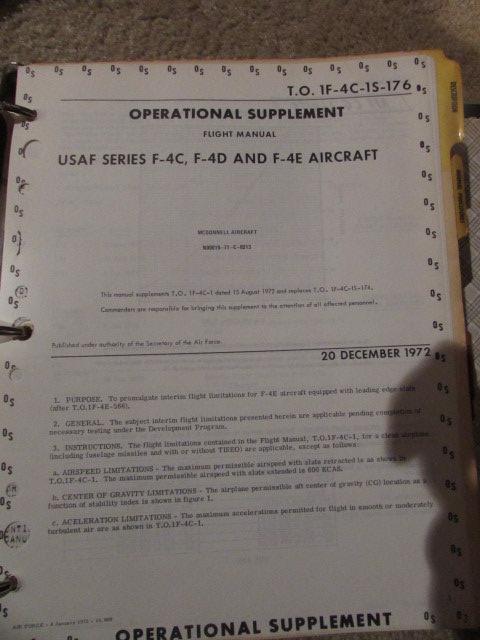 T.O. 1F-4C-1S-176
OPERATIONAL SUPPLEMENT
FLIGHT MANUAL
USAF SERIES F-4C, F-4D AND F-4E AIRCRAFT
MCDONNELL AIRCRAFT
This manual supplements T.O. 1F-4C-1 dated 15 August 1972 and replaces T.O. 1F-4C-1S-174.
Commanders are responsible for bringing this supplement to the attention of all affected personnel.
Published under authority of the Secretary of the Air Force.
20 DECEMBER 1972
1. PURPOSE. To promulgate interim flight limitations for F-4E aircraft equipped with leading edge slats
(after T.O.1F-4E-566).
2. GENERAL. The subject interim flight limitations presented herein are applicable pending completion of
necessary testing under the Development Program.
3. INSTRUCTIONS. The flight limitations contained in the Flight Manual, T.O.1F-4C-1, for a clean airplane
(including fuselage missiles and with or without TISEO) are applicable, except as follows:
a. AIRSPEED LIMITATIONS - The maximum permissible airspeed with slats retracted is as shown in
T.O.1F-4C-1. The maximum permissible airspeed with slats extended is 600 KCAS.
b. CENTER OF GRAVITY LIMITATIONS - The airplane permissible aft center of gravity (CG) location as a
function of stability index is shown in figure 1.
c. ACELERATION LIMITATIONS - The maximum accelerations permitted for flight in smooth or moderately
turbulent air are as shown in T.O.1F-4C-1.
OPERATIONAL SUPPLEMENT